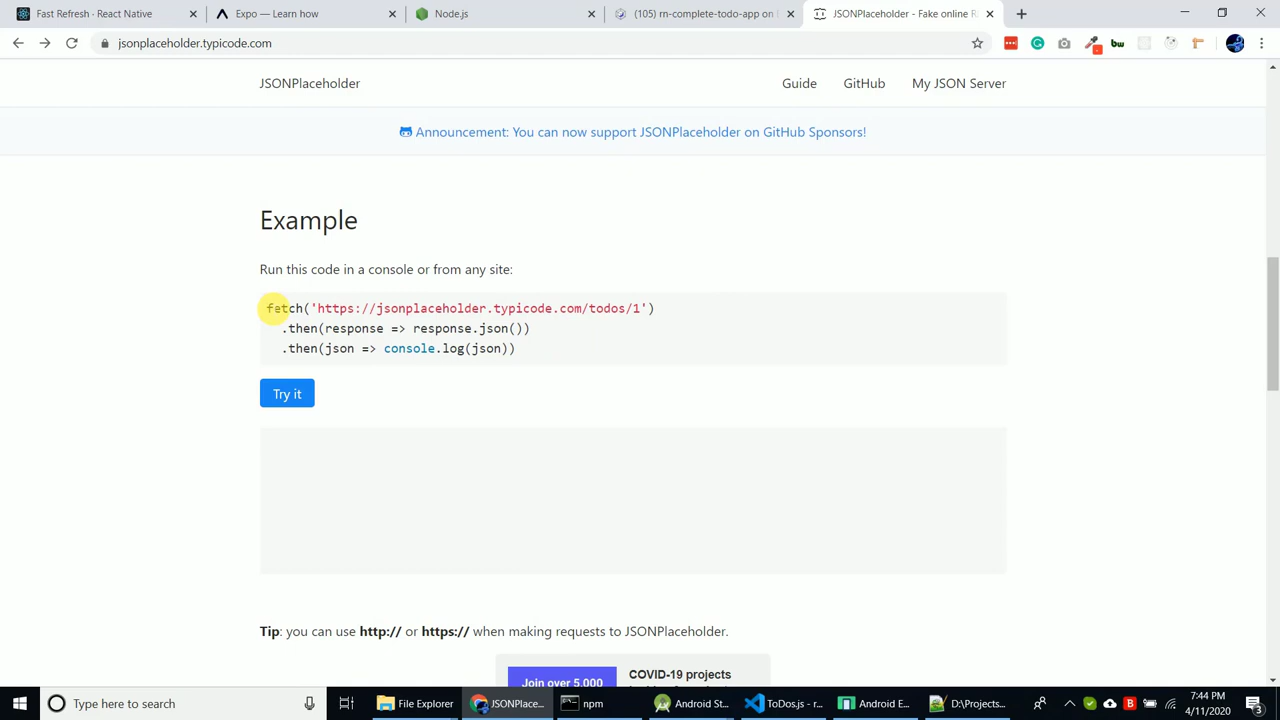 Fast Refresh - React Native
Expo — Learn how
Node.js
(105) rn-complete-todo-app on E
JSONPlaceholder - Fake online R
jsonplaceholder.typicode.com
JSONPlaceholder
Guide
GitHub
My JSON Server
Announcement: You can now support JSONPlaceholder on GitHub Sponsors!
Example
Run this code in a console or from any site:
fetch('https://jsonplaceholder.typicode.com/todos/1')
.then(response => response.json())
.then(json => console.log(json))
Try it
Tip: you can use http:// or https:// when making requests to JSONPlaceholder.
Join over 5,000
COVID-19 projects
Type here to search
File Explorer
JSONPlace...
npm
Android St...
ToDos.js - r...
Android E...
D:\Projects...
7:44 PM
4/11/2020
3
bw
B